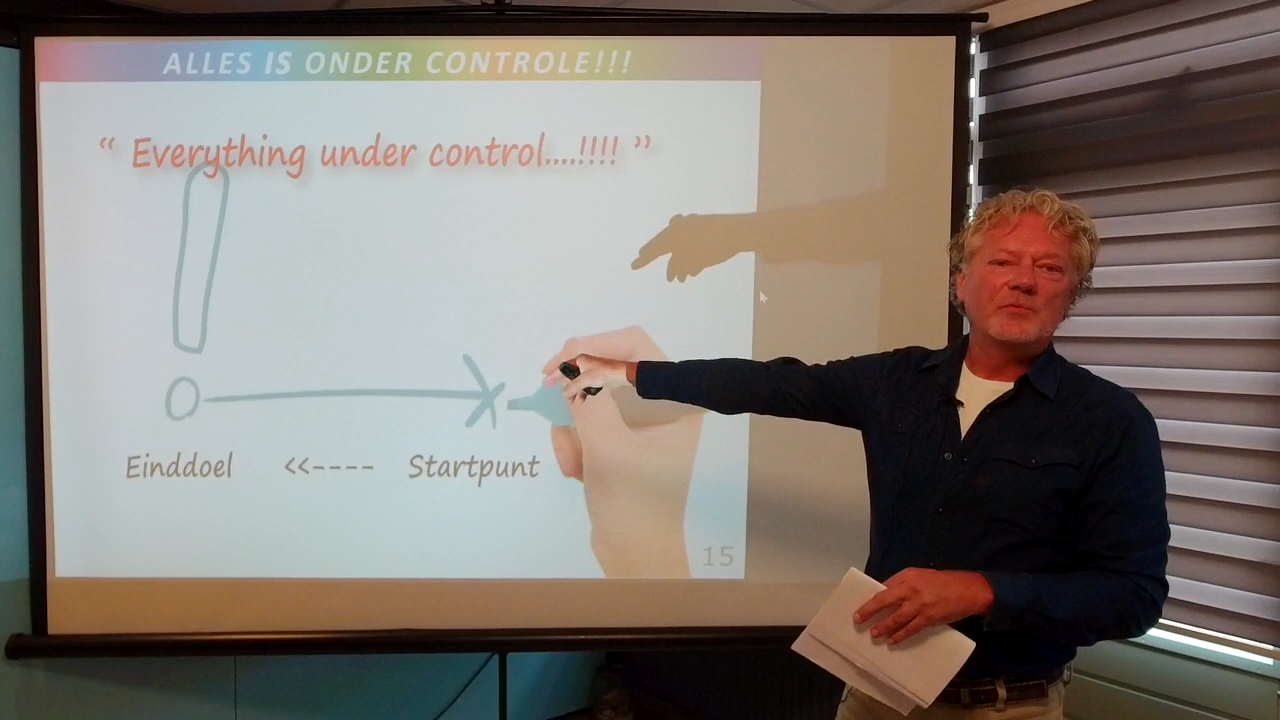 ALLES IS ONDER CONTROLE!!!
“ Everything under control....!!!! ”
Einddoel <<---- Startpunt
15